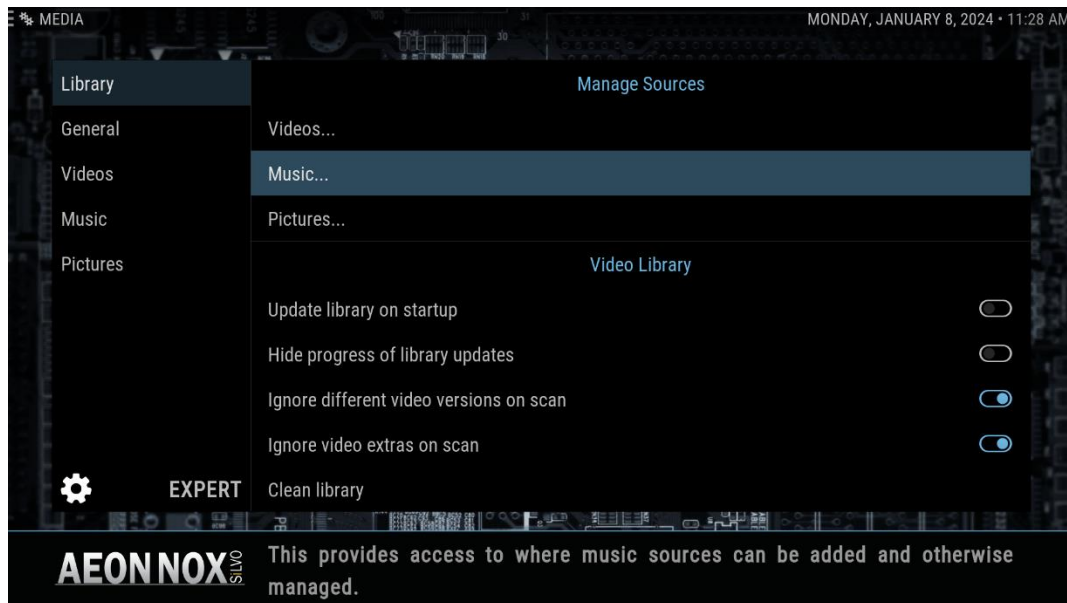 MEDIA
MONDAY, JANUARY 8, 2024 • 11:28 AM
Library
General
Videos
Music
Pictures
EXPERT
Manage Sources
Videos...
Music...
Pictures...
Video Library
Update library on startup
Hide progress of library updates
Ignore different video versions on scan
Ignore video extras on scan
Clean library
AEON NOX SiLVO
This provides access to where music sources can be added and otherwise
managed.